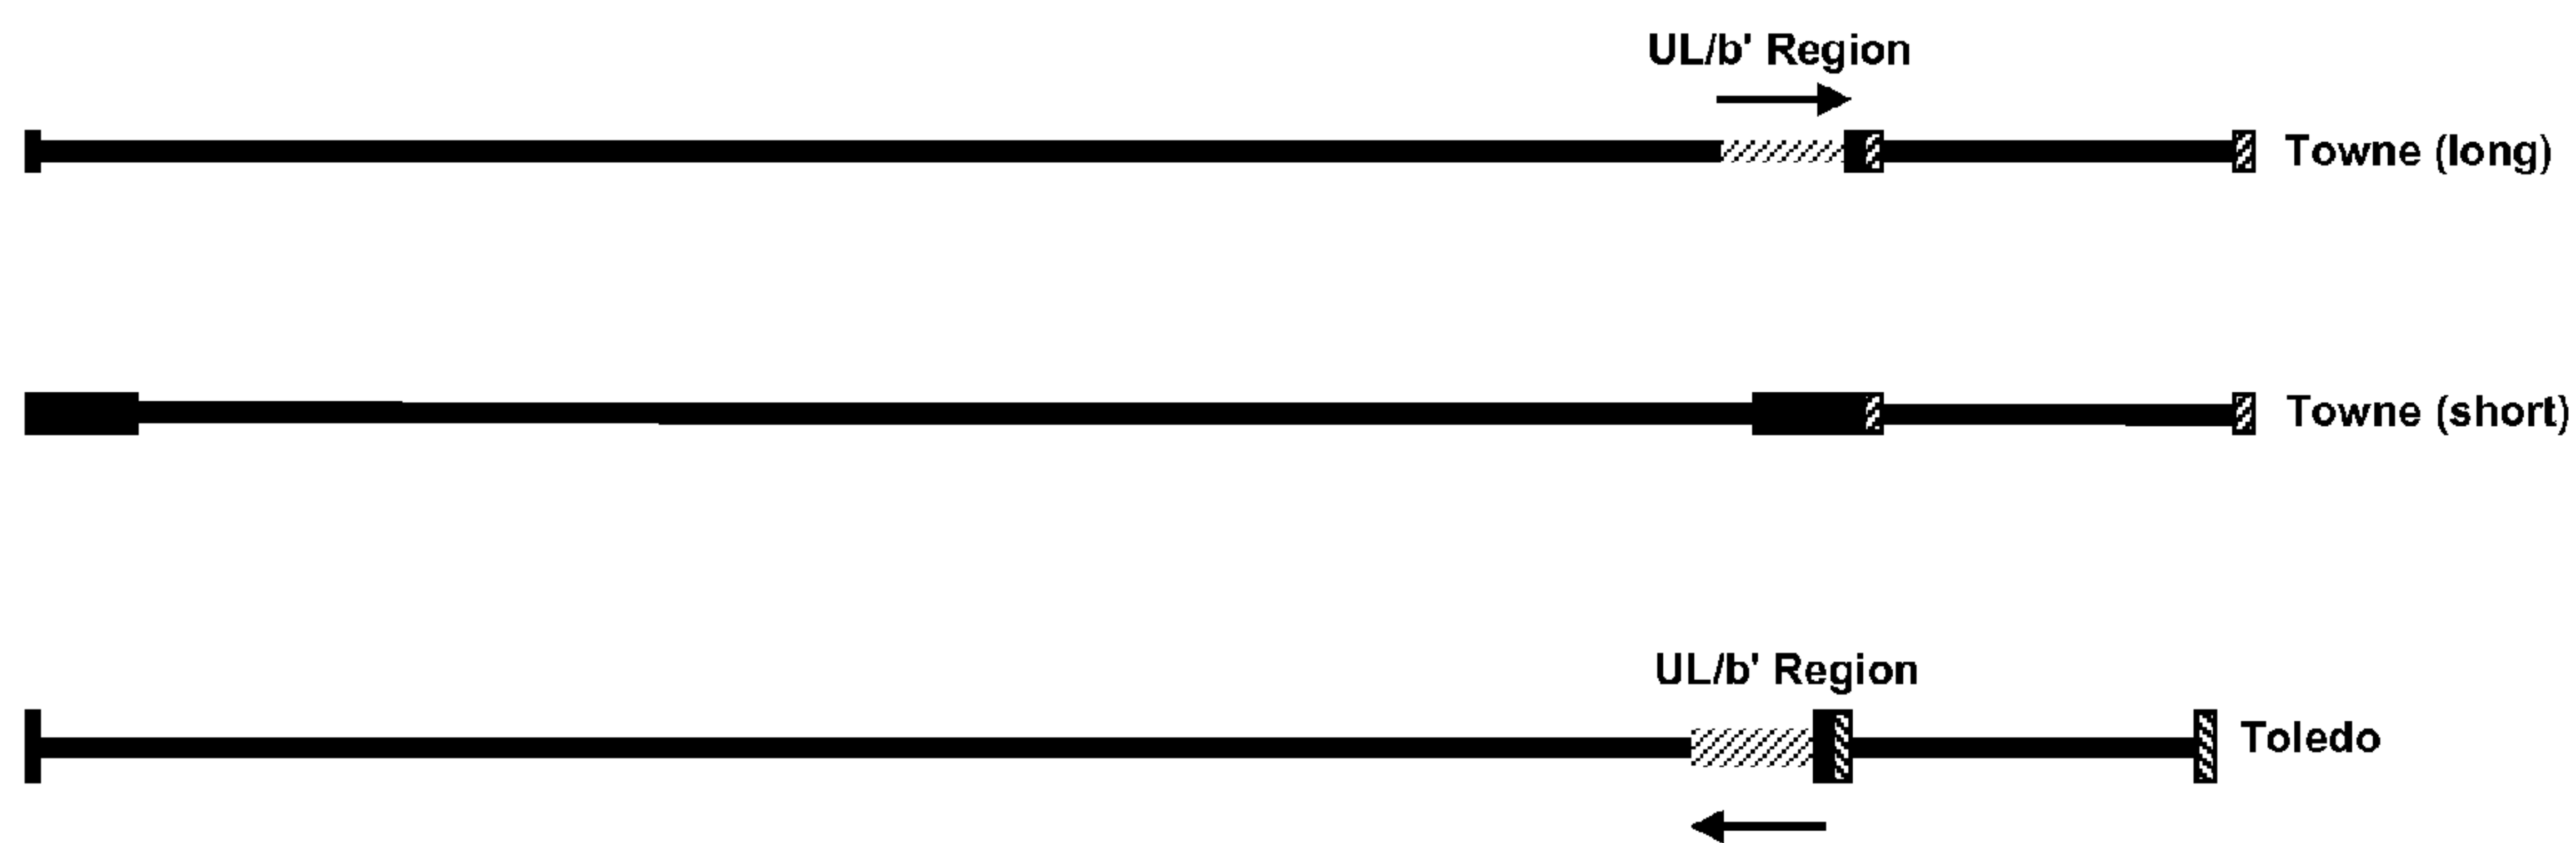 UL/b' Region
Towne (long)
Towne (short)
UL/b' Region
Toledo